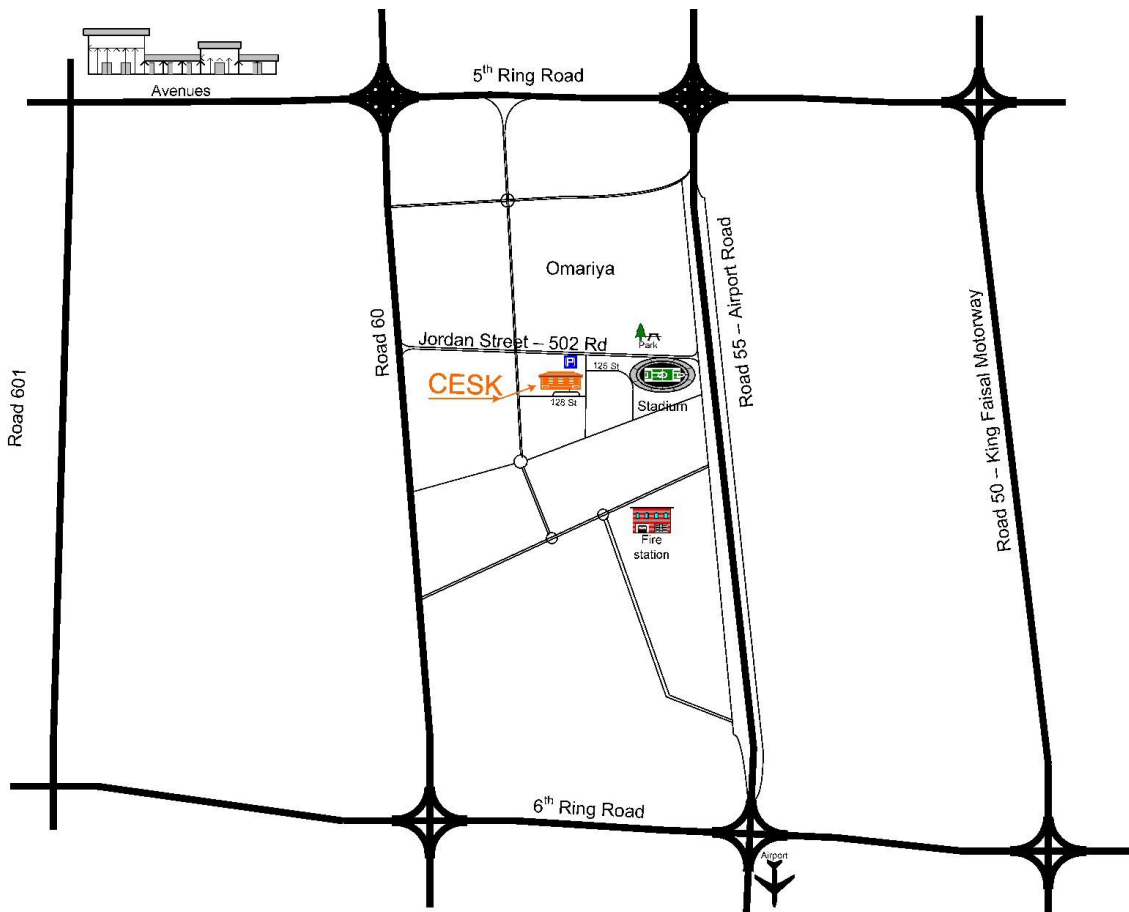 5th Ring Road
Avenues
Omariya
Road 601
Road 60
Jordan Street – 502 Rd
Park
P
125 St
CESK
128 St
Stadium
Road 55 – Airport Road
Road 50 – King Faisal Motorway
Fire
station
6th Ring Road
Airport